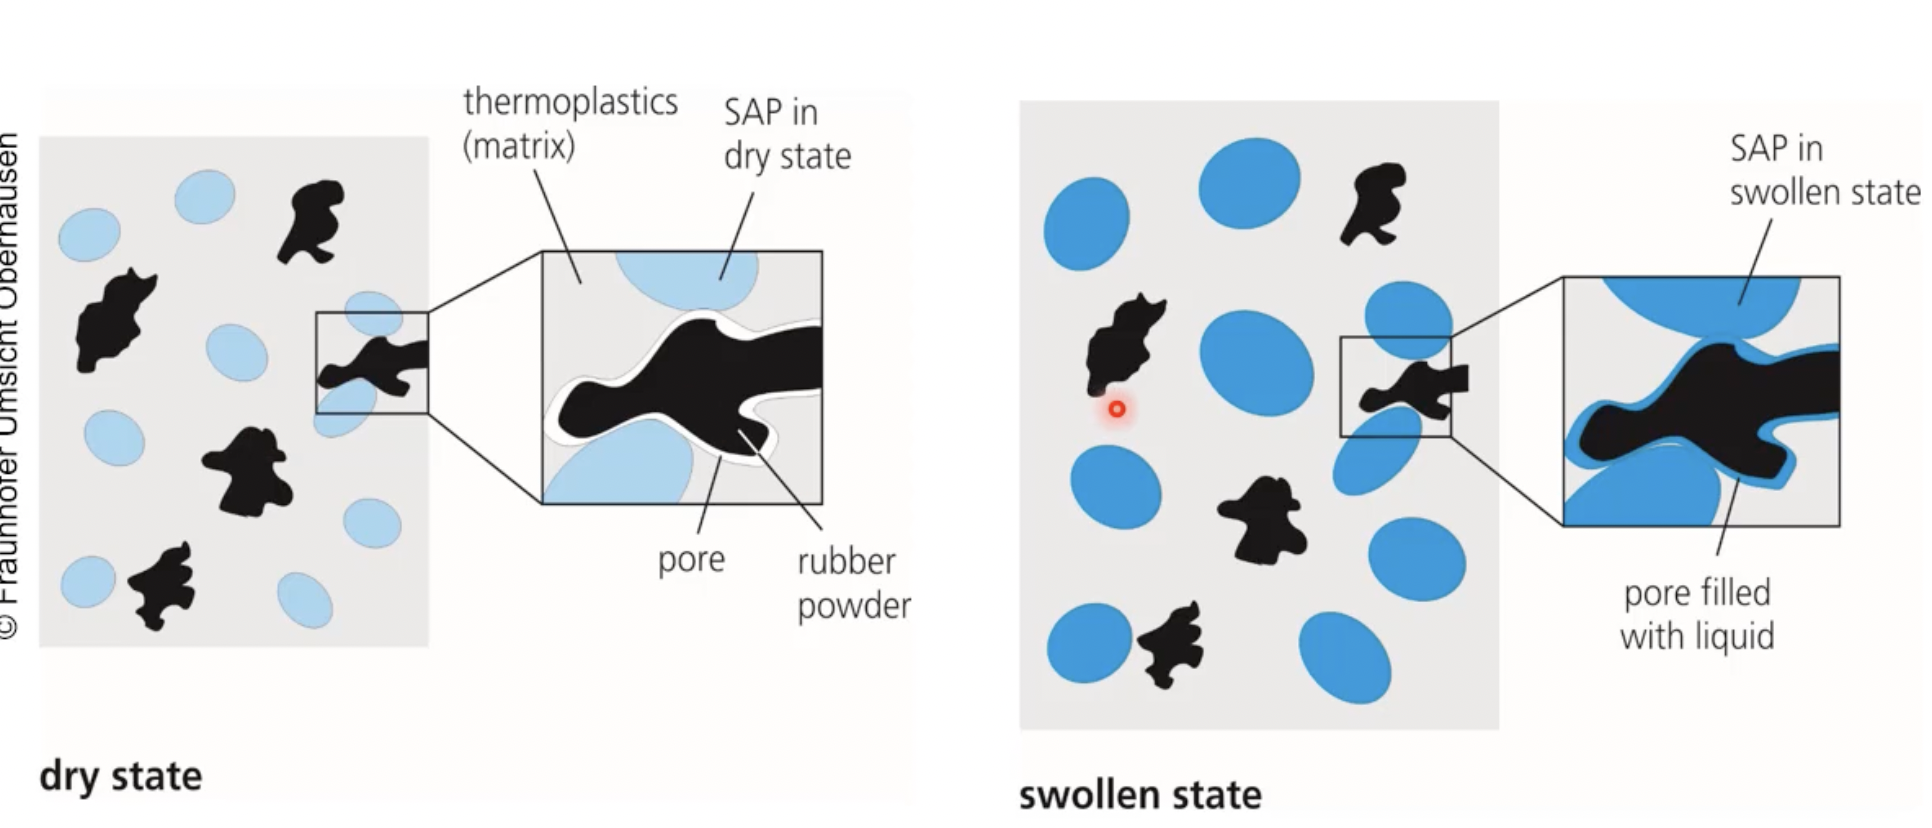 © Fraunhofer Umsicht Oberhausen
thermoplastics
(matrix)
SAP in
dry state
pore
rubber
powder
dry state
SAP in
swollen state
pore filled
with liquid
swollen state